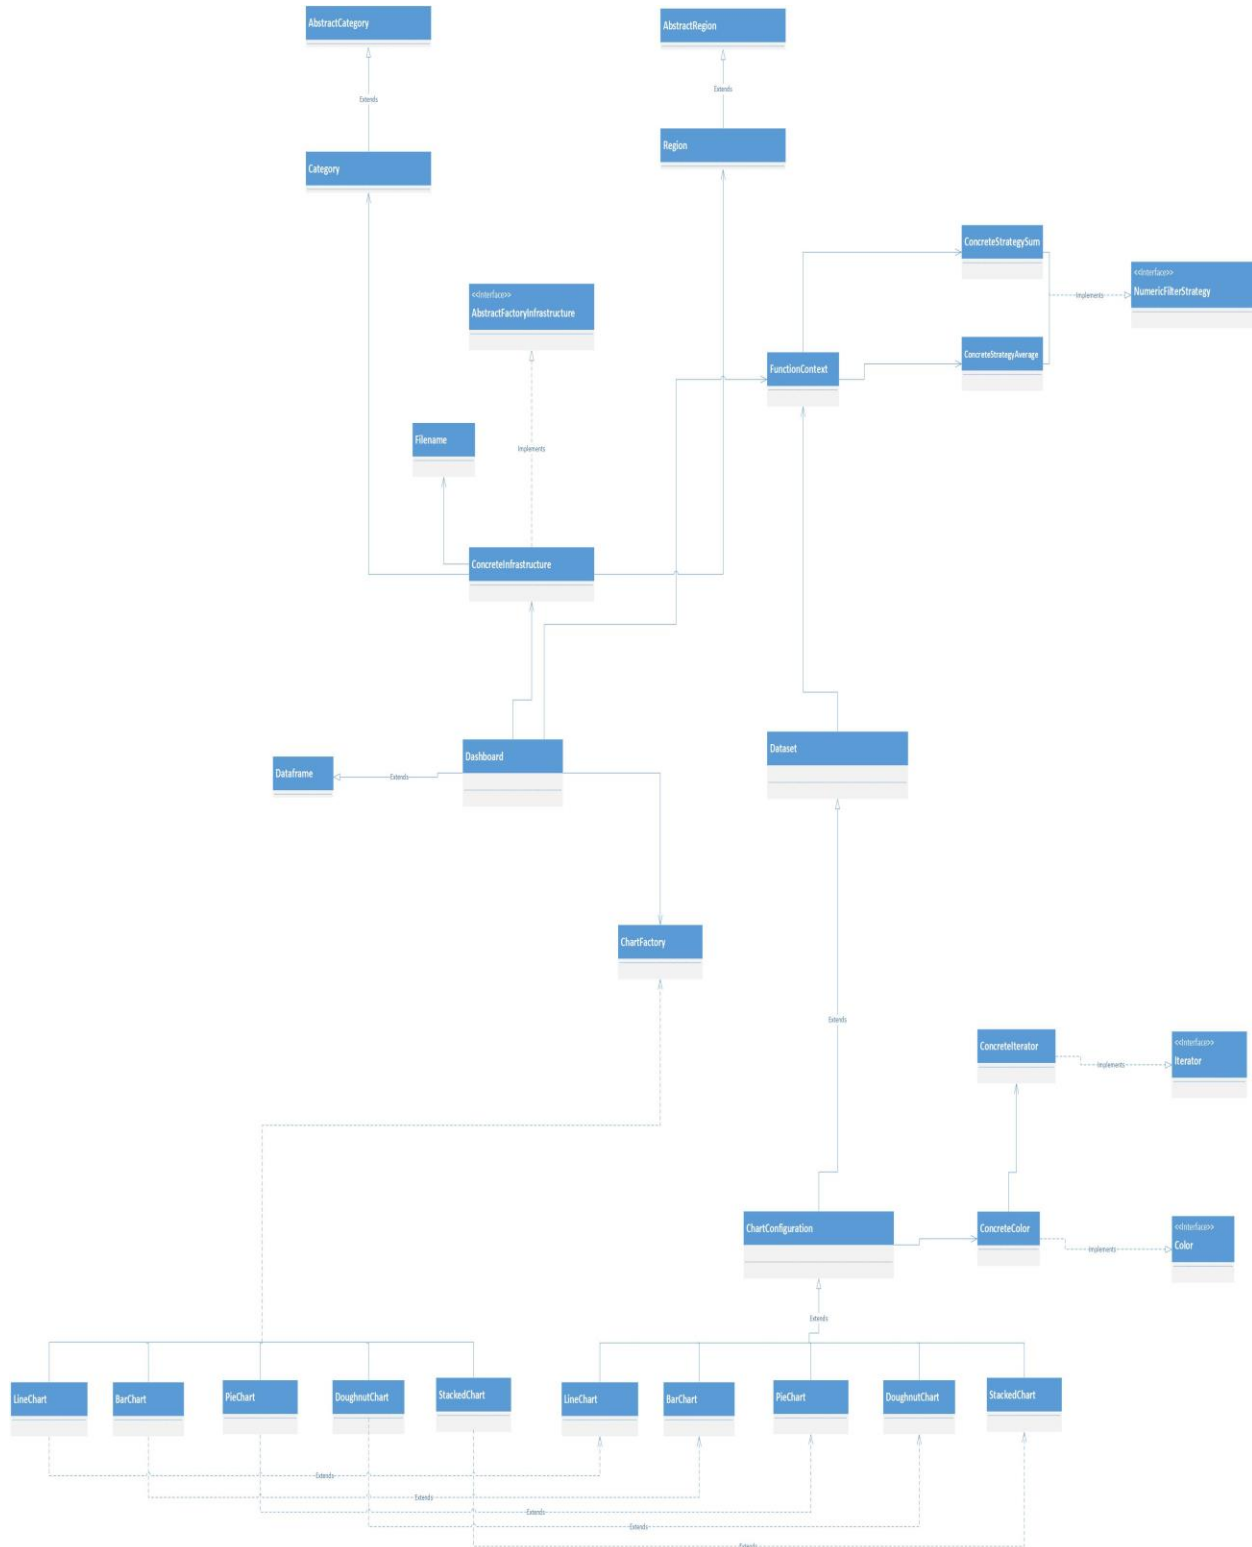 AbstractCategory
AbstractRegion
Extends
Extends
Category
Region
ConcreteStrategySum
<<Interface>>
NumericFilterStrategy
Implements
<<Interface>>
AbstractFactoryInfrastructure
ConcreteStrategyAverage
FunctionContext
Filename
Implements
ConcreteInfrastructure
Dashboard
Dataset
Dataframe
Extends
ChartFactory
Extends
ConcreteIterator
<<Interface>>
Iterator
Implements
ChartConfiguration
ConcreteColor
<<Interface>>
Color
Implements
Extends
LineChart
BarChart
PieChart
DoughnutChart
StackedChart
LineChart
BarChart
PieChart
DoughnutChart
StackedChart
Extends
Extends
Extends
Extends
Extends